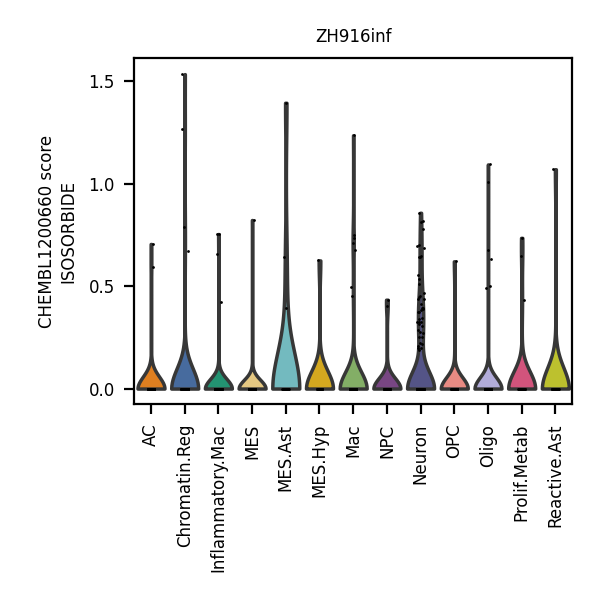 ZH916inf
CHEMBL1200660 score
ISOSORBIDE
1.5
1.0
0.5
0.0
AC
Chromatin.Reg
Inflammatory.Mac
MES
MES.Ast
MES.Hyp
Mac
NPC
Neuron
OPC
Oligo
Prolif.Metab
Reactive.Ast